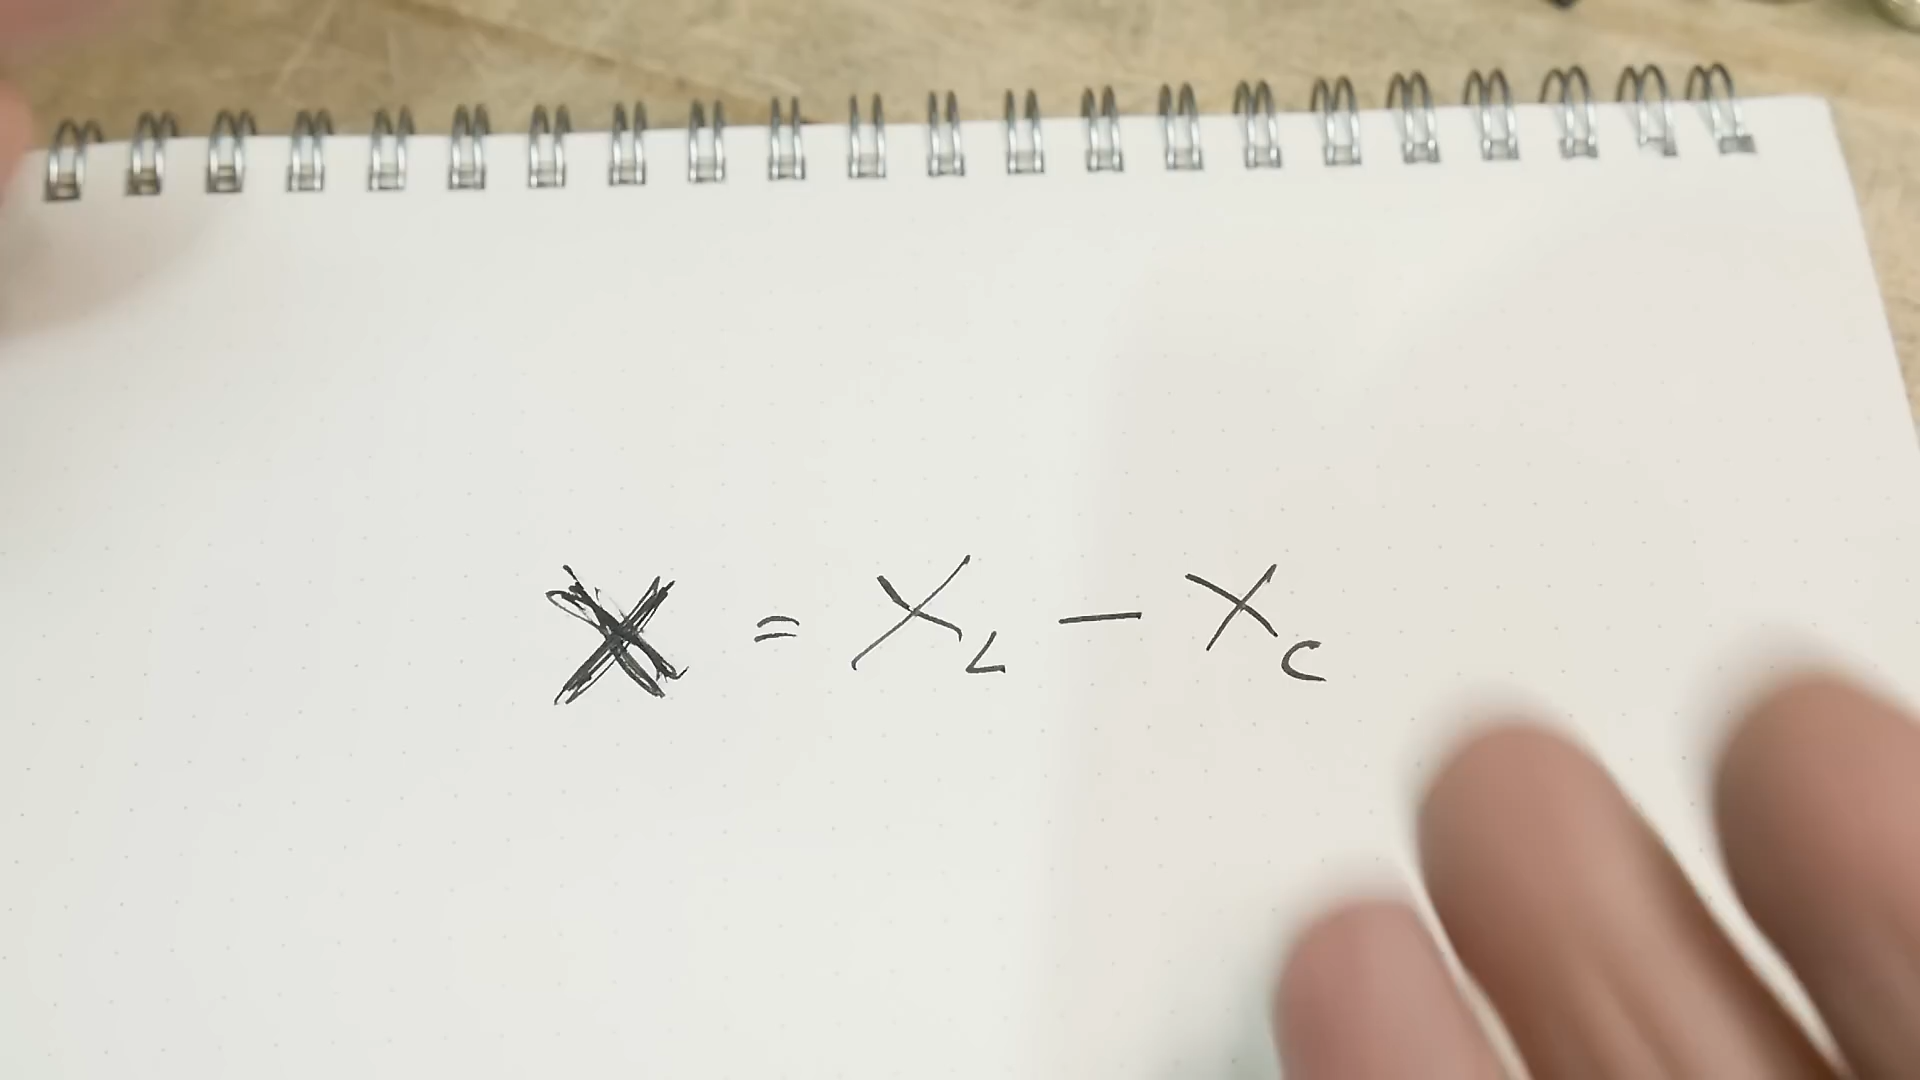 X = X_L - X_C